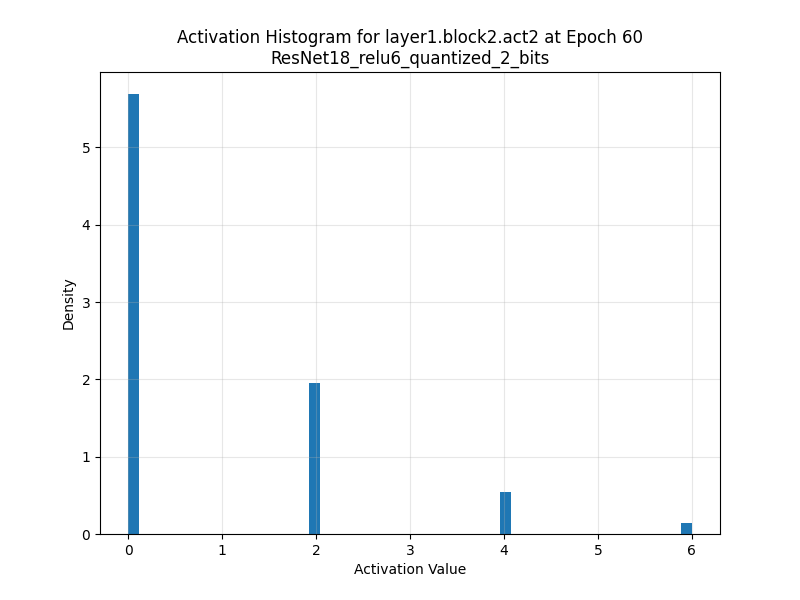 Activation Histogram for layer1.block2.act2 at Epoch 60
ResNet18_relu6_quantized_2_bits
Density
5
4
3
2
1
0
0 1 2 3 4 5 6
Activation Value